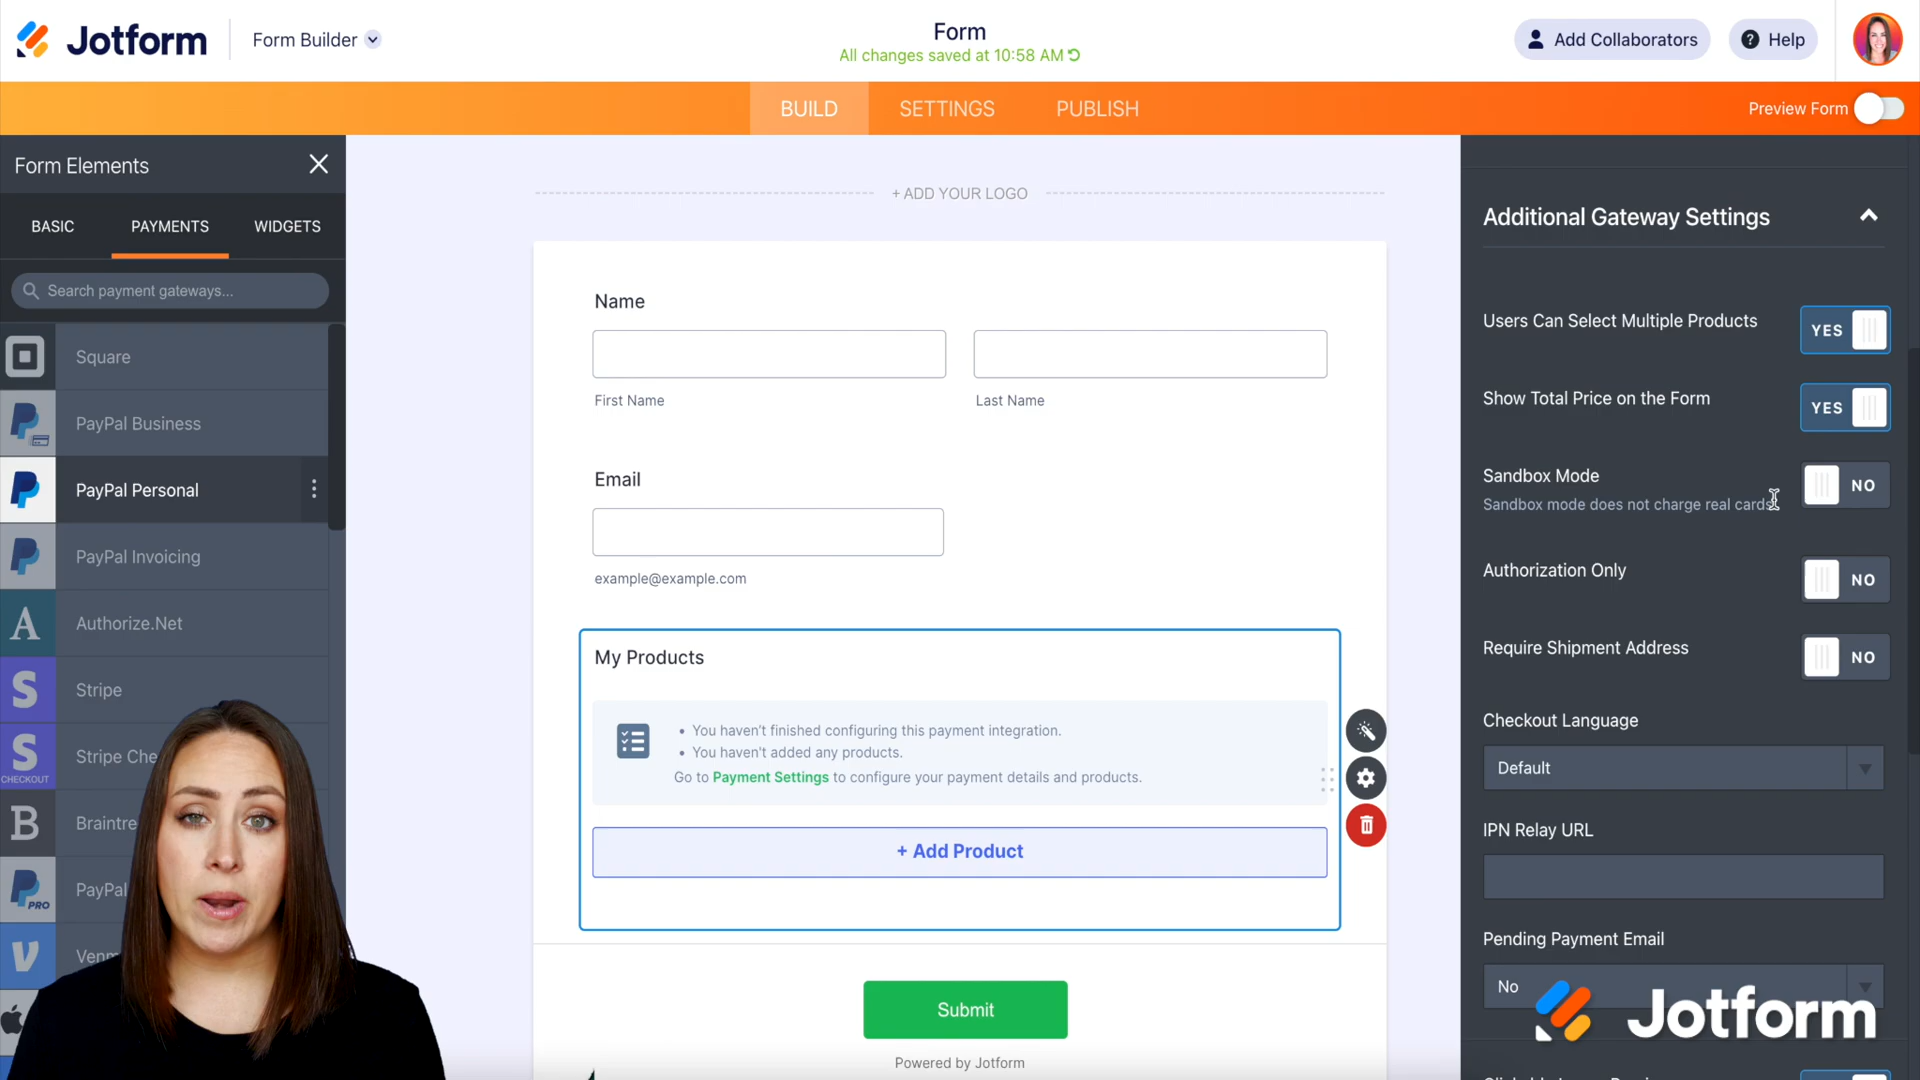 Jotform
Form Builder
Form
All changes saved at 10:58 AM
Add Collaborators
Help
BUILD
SETTINGS
PUBLISH
Preview Form
Form Elements
BASIC
PAYMENTS
WIDGETS
Search payment gateways...
Square
PayPal Business
PayPal Personal
PayPal Invoicing
Authorize.Net
Stripe
Stripe Che
CHECKOUT
Braintre
PayPal
PRO
Venm
+ ADD YOUR LOGO
Name
First Name
Last Name
Email
example@example.com
My Products
• You haven't finished configuring this payment integration.
• You haven't added any products.
Go to Payment Settings to configure your payment details and products.
+ Add Product
Submit
Powered by Jotform
Additional Gateway Settings
Users Can Select Multiple Products
YES
Show Total Price on the Form
YES
Sandbox Mode
NO
Sandbox mode does not charge real cards
Authorization Only
NO
Require Shipment Address
NO
Checkout Language
Default
IPN Relay URL
Pending Payment Email
No
Jotform